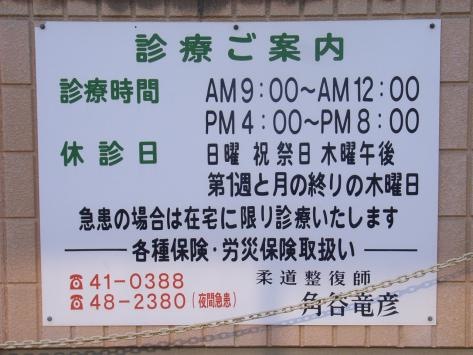 診療ご案内
診療時間 AM9:00～AM12:00
PM4:00～PM8:00
休診日 日曜 祝祭日 木曜午後
第1週と月の終りの木曜日
急患の場合は在宅に限り診療いたします
各種保険・労災保険取扱い
☎41-0388 柔道整復師
☎48-2380(夜間急患) 角谷竜彦